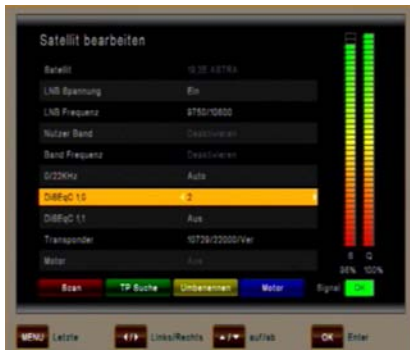 Satellit bearbeiten
Satellit 19.2E ASTRA
LNB Spannung Ein
LNB Frequenz 9750/10600
Nutzer Band Deaktivieren
Band Frequenz Deaktivieren
0/22KHz Auto
DiSEqC 1.0 2
DiSEqC 1.1 Aus
Transponder 10729/22000/Ver
Motor Aus
S Q
96% 100%
Scan TP Suche Umbenennen Motor Signal OK
MENU Letzte Links/Rechts auf/ab OK Enter